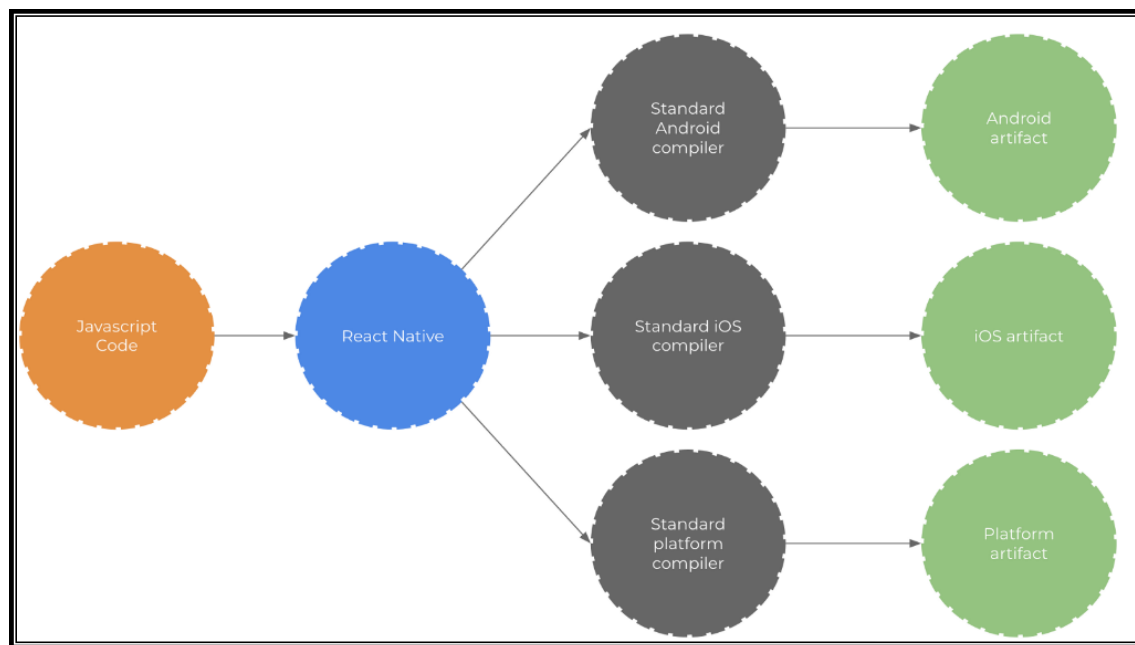 Javascript
Code
React Native
Standard
Android
compiler
Android
artifact
Standard iOS
compiler
iOS artifact
Standard
platform
compiler
Platform
artifact